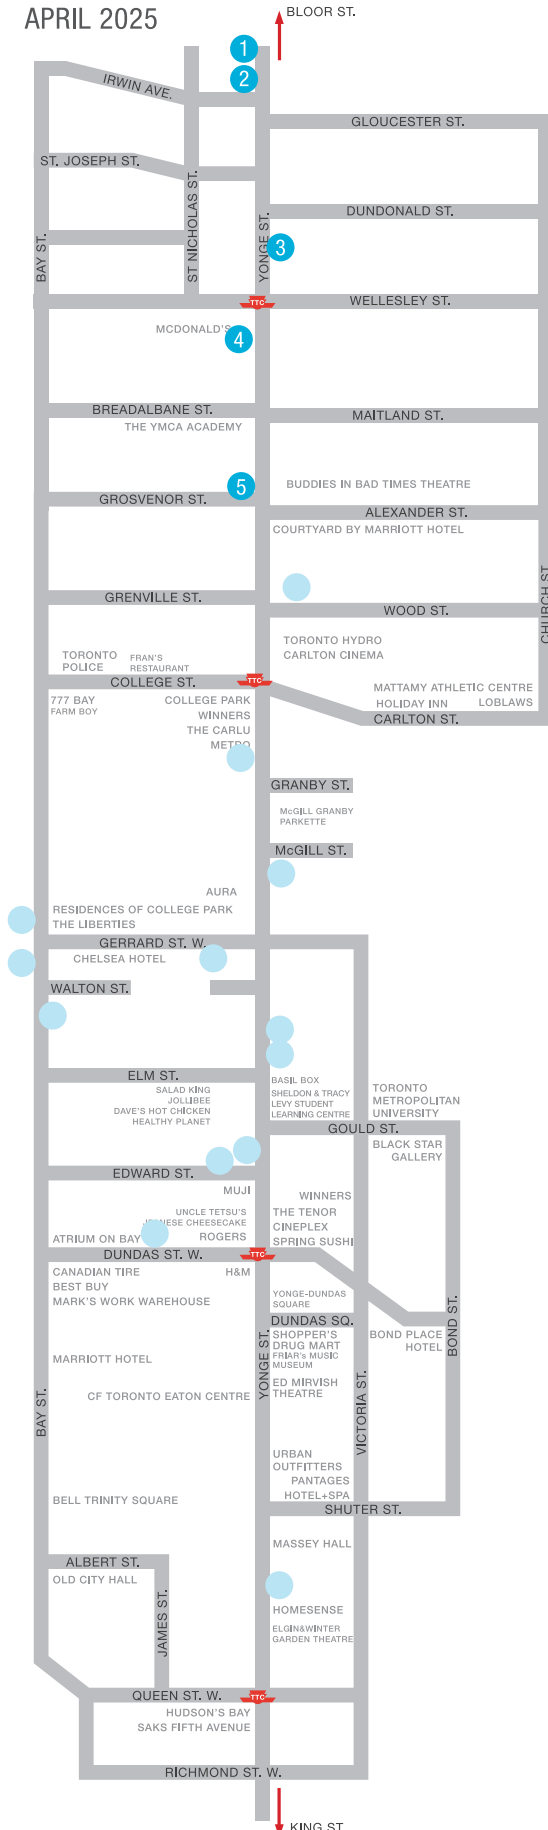 APRIL 2025
BLOOR ST.
1
2
IRWIN AVE.
GLOUCESTER ST.
ST. JOSEPH ST.
ST NICHOLAS ST.
DUNDONALD ST.
BAY ST.
YONGE ST.
3
TTC
WELLESLEY ST.
MCDONALD'S
4
BREADALBANE ST.
MAITLAND ST.
THE YMCA ACADEMY
5
BUDDIES IN BAD TIMES THEATRE
GROSVENOR ST.
ALEXANDER ST.
COURTYARD BY MARRIOTT HOTEL
GRENVILLE ST.
CHURCH ST.
WOOD ST.
TORONTO
POLICE
FRAN'S
RESTAURANT
TORONTO HYDRO
CARLTON CINEMA
COLLEGE ST.
TTC
MATTAMY ATHLETIC CENTRE
HOLIDAY INN
LOBLAWS
CARLTON ST.
777 BAY
FARM BOY
COLLEGE PARK
WINNERS
THE CARLU
METRO
GRANBY ST.
McGILL GRANBY
PARKETTE
McGILL ST.
AURA
RESIDENCES OF COLLEGE PARK
THE LIBERTIES
GERRARD ST. W.
CHELSEA HOTEL
WALTON ST.
ELM ST.
SALAD KING
JOLLIBEE
DAVE'S HOT CHICKEN
HEALTHY PLANET
BASIL BOX
SHELDON & TRACY
LEVY STUDENT
LEARNING CENTRE
TORONTO
METROPOLITAN
UNIVERSITY
GOULD ST.
BLACK STAR
GALLERY
EDWARD ST.
MUJI
UNCLE TETSU'S
CHEESECAKE
ROGERS
ATRIUM ON BAY
WINNERS
THE TENOR
CINEPLEX
SPRING SUSHI
DUNDAS ST. W.
TTC
CANADIAN TIRE
BEST BUY
MARK'S WORK WAREHOUSE
H&M
YONGE-DUNDAS
SQUARE
DUNDAS SQ.
BOND ST.
SHOPPER'S
DRUG MART
FRIAR's MUSIC
MUSEUM
BOND PLACE
HOTEL
MARRIOTT HOTEL
YONGE ST.
ED MIRVISH
THEATRE
CF TORONTO EATON CENTRE
BAY ST.
VICTORIA ST.
URBAN
OUTFITTERS
PANTAGES
HOTEL+SPA
BELL TRINITY SQUARE
SHUTER ST.
MASSEY HALL
ALBERT ST.
OLD CITY HALL
JAMES ST.
HOMESENSE
ELGIN&WINTER
GARDEN THEATRE
QUEEN ST. W.
TTC
HUDSON'S BAY
SAKS FIFTH AVENUE
RICHMOND ST. W.
KING ST.